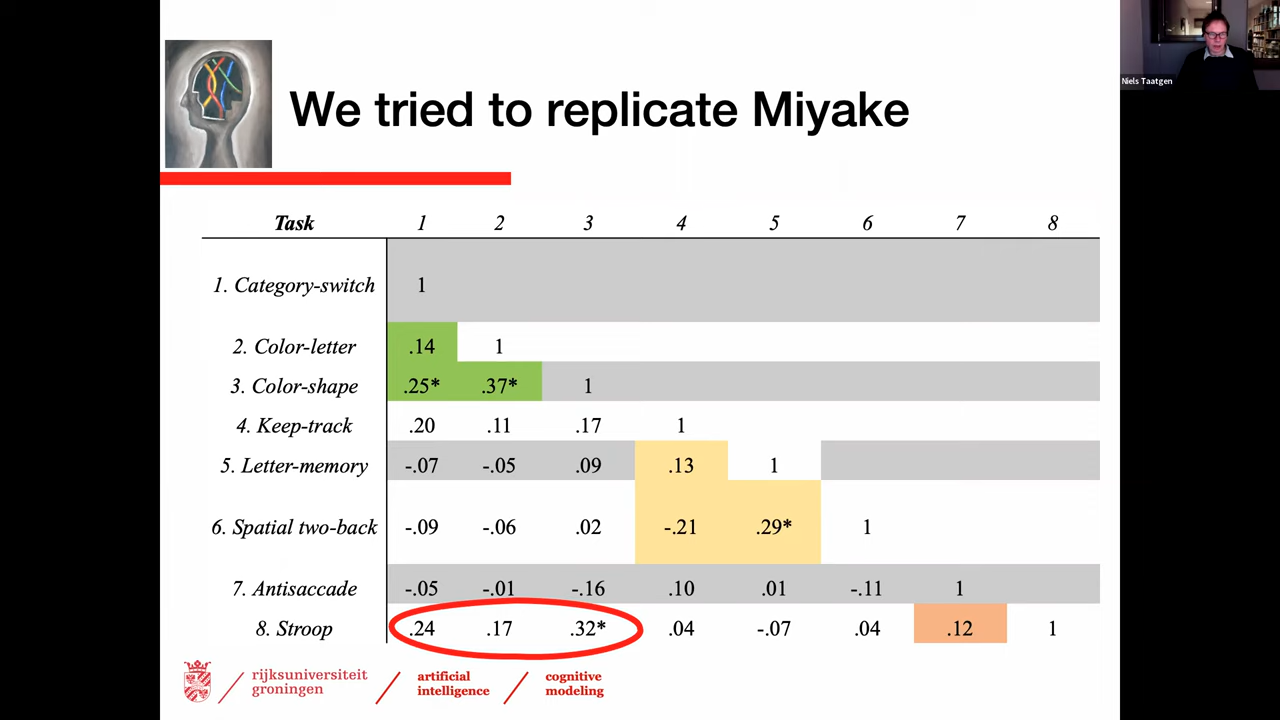 We tried to replicate Miyake
Niels Taatgen
Task 1 2 3 4 5 6 7 8
1. Category-switch 1
2. Color-letter .14 1
3. Color-shape .25* .37* 1
4. Keep-track .20 .11 .17 1
5. Letter-memory -.07 -.05 .09 .13 1
6. Spatial two-back -.09 -.06 .02 -.21 .29* 1
7. Antisaccade -.05 -.01 -.16 .10 .01 -.11 1
8. Stroop .24 .17 .32* .04 -.07 .04 .12 1
rijksuniversiteit
groningen
artificial
intelligence
cognitive
modeling